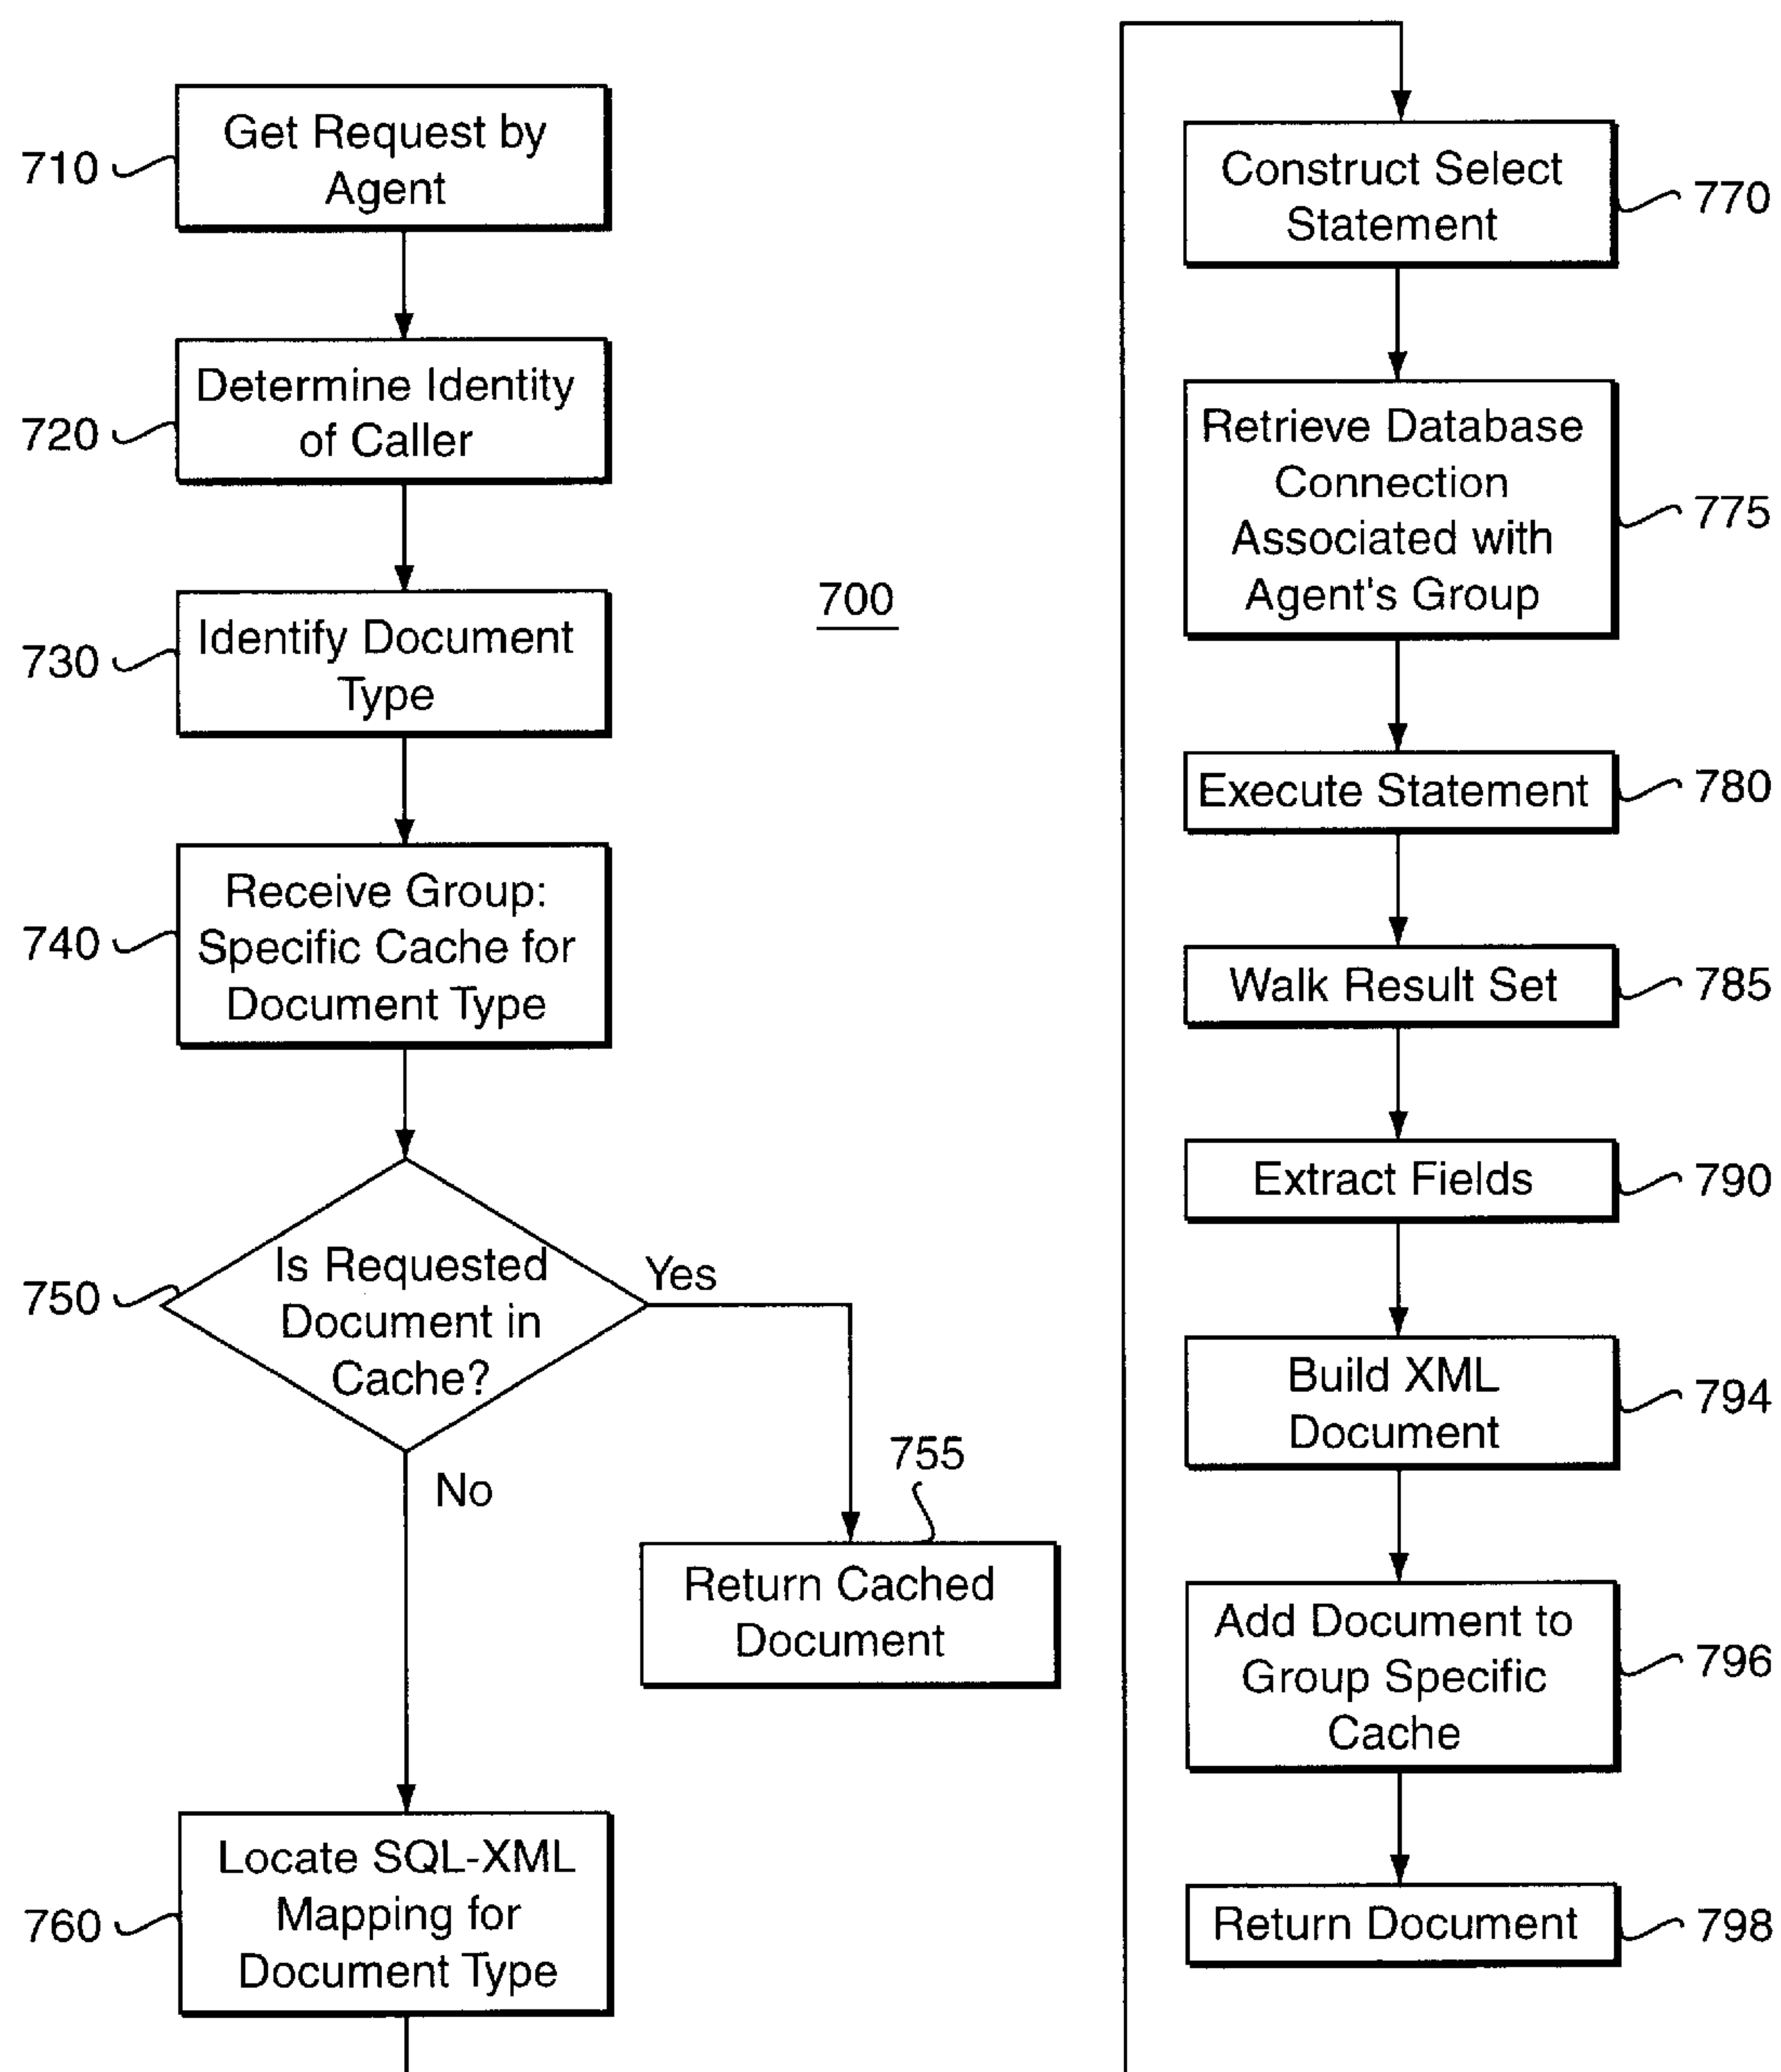 710
Get Request by
Agent
720
Determine Identity
of Caller
730
Identify Document
Type
740
Receive Group:
Specific Cache for
Document Type
750
Is Requested
Document in
Cache?
Yes
No
755
Return Cached
Document
760
Locate SQL-XML
Mapping for
Document Type
700
Construct Select
Statement
770
Retrieve Database
Connection
Associated with
Agent's Group
775
Execute Statement
780
Walk Result Set
785
Extract Fields
790
Build XML
Document
794
Add Document to
Group Specific
Cache
796
Return Document
798